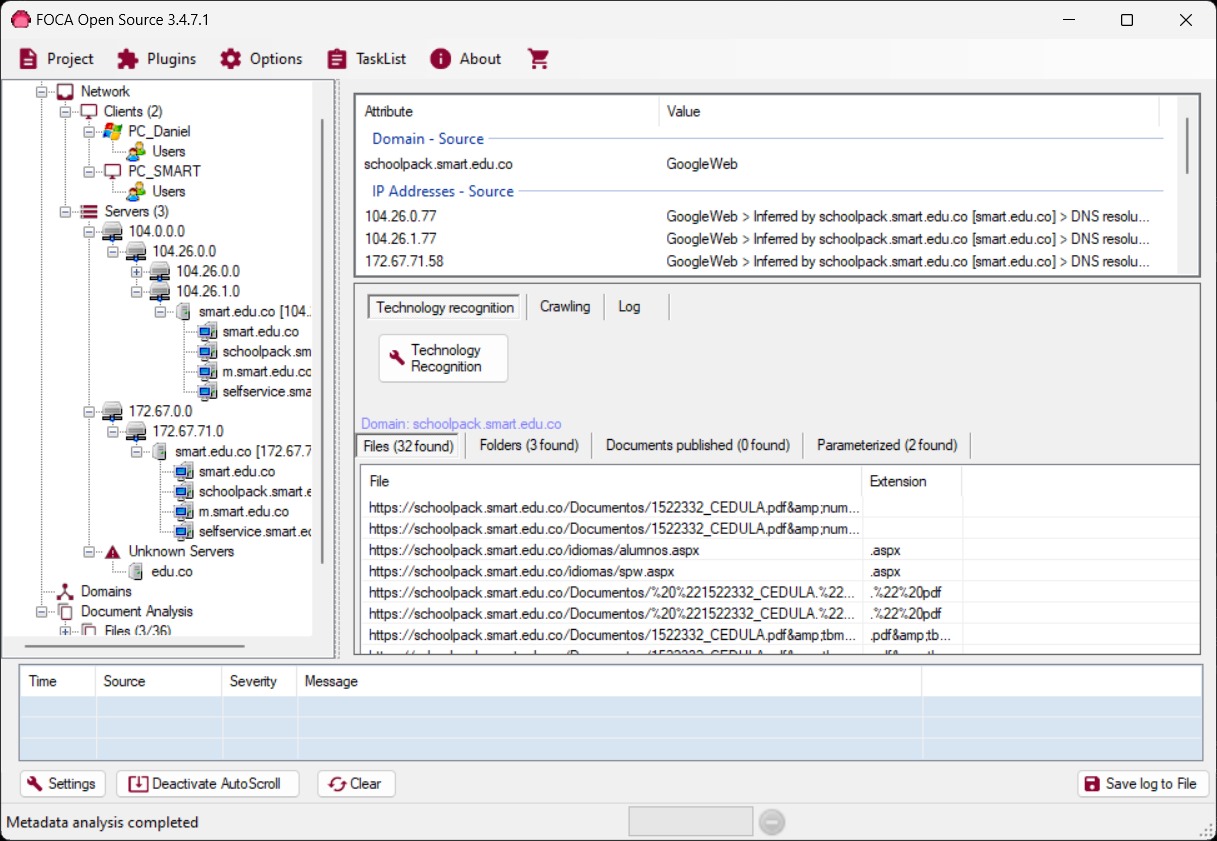 FOCA Open Source 3.4.7.1
Project Plugins Options TaskList About
Network
Clients (2)
PC_Daniel
Users
PC_SMART
Users
Servers (3)
104.0.0.0
104.26.0.0
104.26.0.0
104.26.1.0
smart.edu.co [104.
smart.edu.co
schoolpack.sm
m.smart.edu.co
selfservice.sma
172.67.0.0
172.67.71.0
smart.edu.co [172.67.7
smart.edu.co
schoolpack.smart.e
m.smart.edu.co
selfservice.smart.ed
Unknown Servers
edu.co
Domains
Document Analysis
Files (3/36)
Attribute Value
Domain - Source
schoolpack.smart.edu.co GoogleWeb
IP Addresses - Source
104.26.0.77 GoogleWeb > Inferred by schoolpack.smart.edu.co [smart.edu.co] > DNS resolu...
104.26.1.77 GoogleWeb > Inferred by schoolpack.smart.edu.co [smart.edu.co] > DNS resolu...
172.67.71.58 GoogleWeb > Inferred by schoolpack.smart.edu.co [smart.edu.co] > DNS resolu...
Technology recognition Crawling Log
Technology
Recognition
Domain: schoolpack.smart.edu.co
Files (32 found) Folders (3 found) Documents published (0 found) Parameterized (2 found)
File Extension
https://schoolpack.smart.edu.co/Documentos/1522332_CEDULA.pdf&amp;num...
https://schoolpack.smart.edu.co/Documentos/1522332_CEDULA.pdf&amp;num...
https://schoolpack.smart.edu.co/idiomas/alumnos.aspx .aspx
https://schoolpack.smart.edu.co/idiomas/spw.aspx .aspx
https://schoolpack.smart.edu.co/Documentos/%20%221522332_CEDULA.%22... .%22%20pdf
https://schoolpack.smart.edu.co/Documentos/%20%221522332_CEDULA.%22... .%22%20pdf
https://schoolpack.smart.edu.co/Documentos/1522332_CEDULA.pdf&amp;tbm... .pdf&amp;tb...
Time Source Severity Message
Settings Deactivate AutoScroll Clear Save log to File
Metadata analysis completed